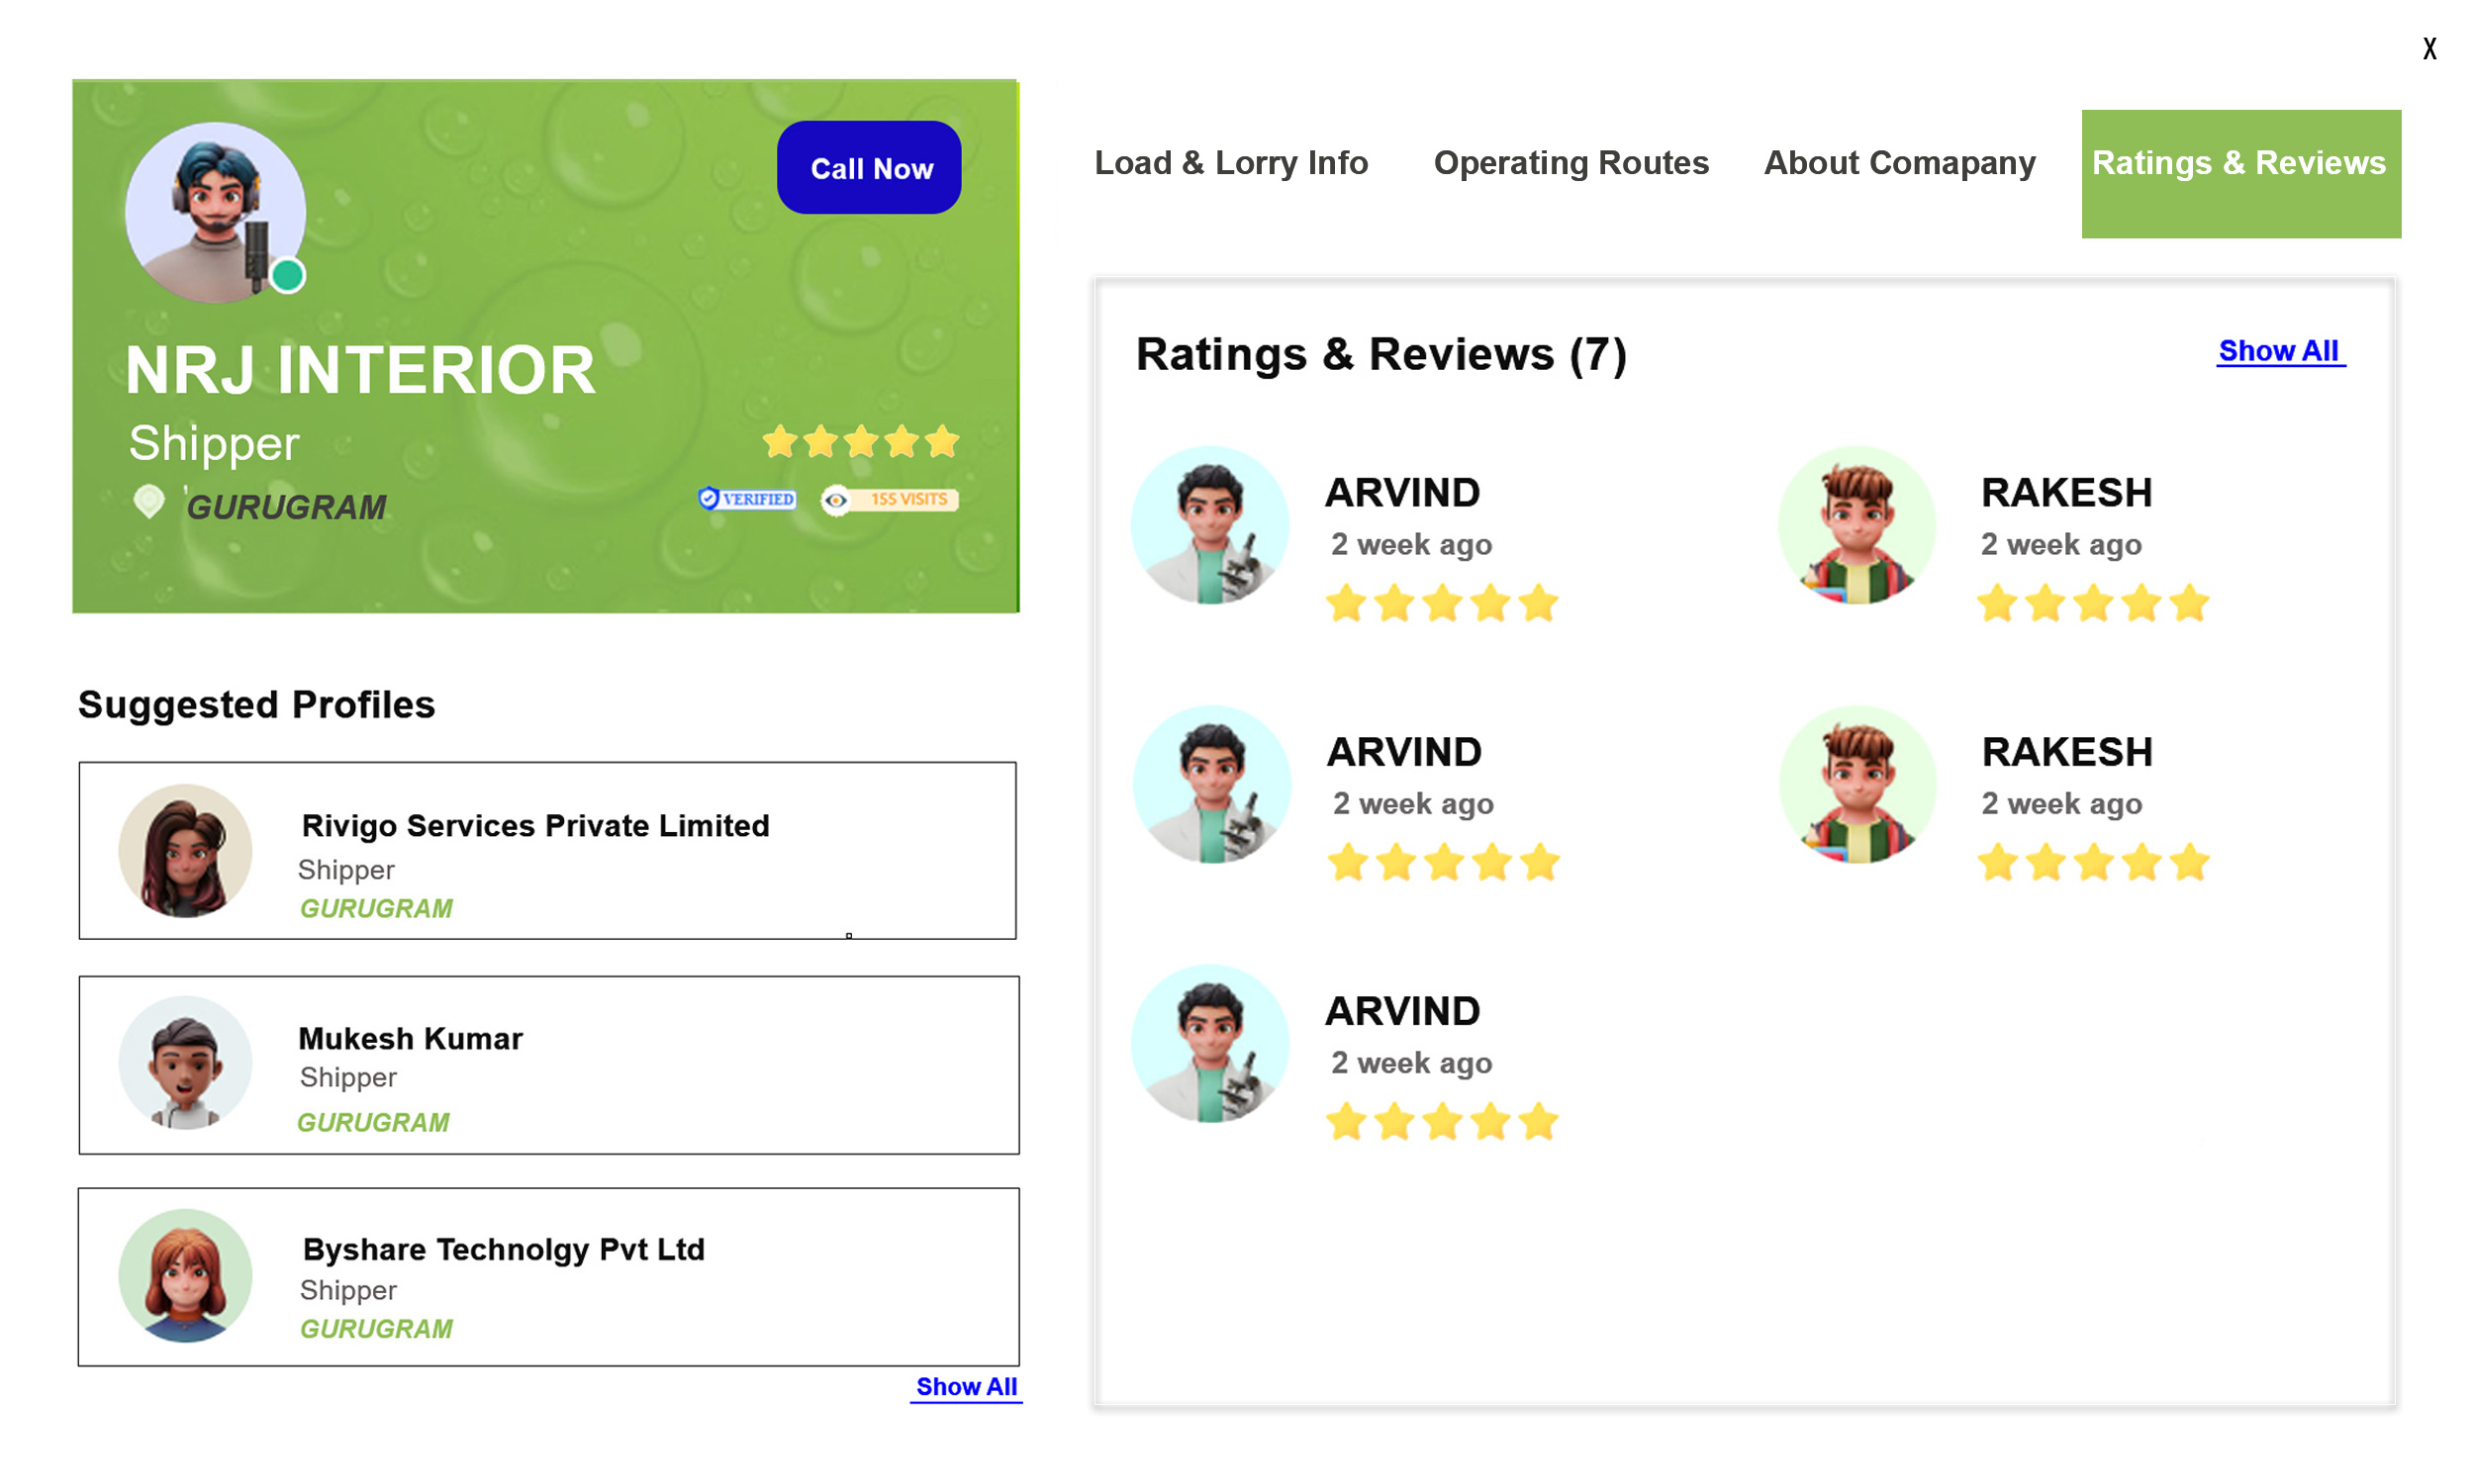 X
Call Now
NRJ INTERIOR
Shipper
GURUGRAM
VERIFIED
155 VISITS
Suggested Profiles
Rivigo Services Private Limited
Shipper
GURUGRAM
Mukesh Kumar
Shipper
GURUGRAM
Byshare Technolgy Pvt Ltd
Shipper
GURUGRAM
Show All
Load & Lorry Info
Operating Routes
About Comapany
Ratings & Reviews
Ratings & Reviews (7)
Show All
ARVIND
2 week ago
RAKESH
2 week ago
ARVIND
2 week ago
RAKESH
2 week ago
ARVIND
2 week ago